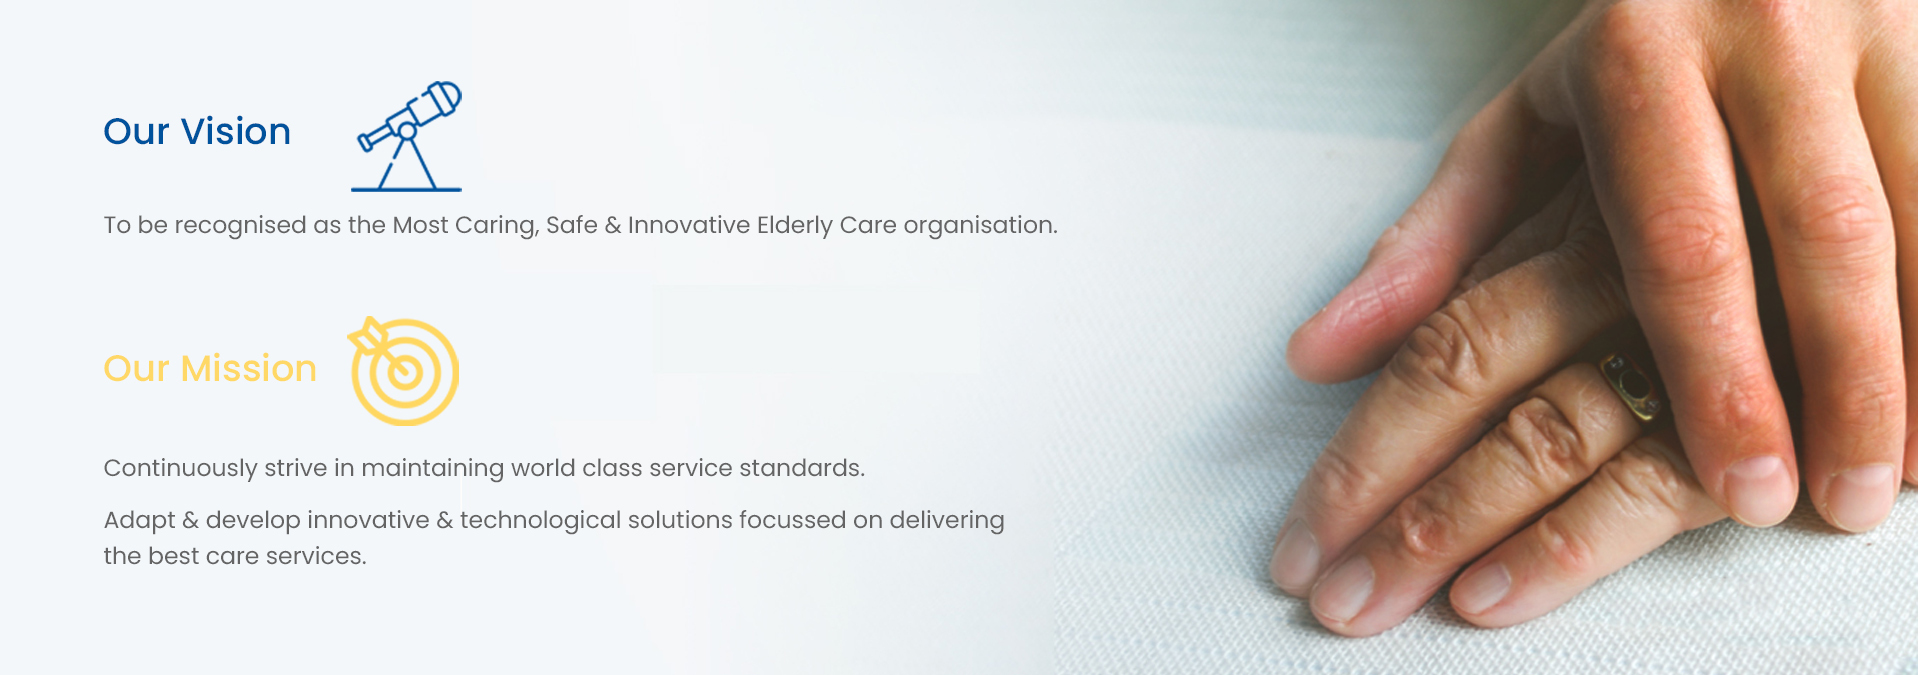 Our Vision
To be recognised as the Most Caring, Safe & Innovative Elderly Care organisation.
Our Mission
Continuously strive in maintaining world class service standards.
Adapt & develop innovative & technological solutions focussed on delivering
the best care services.